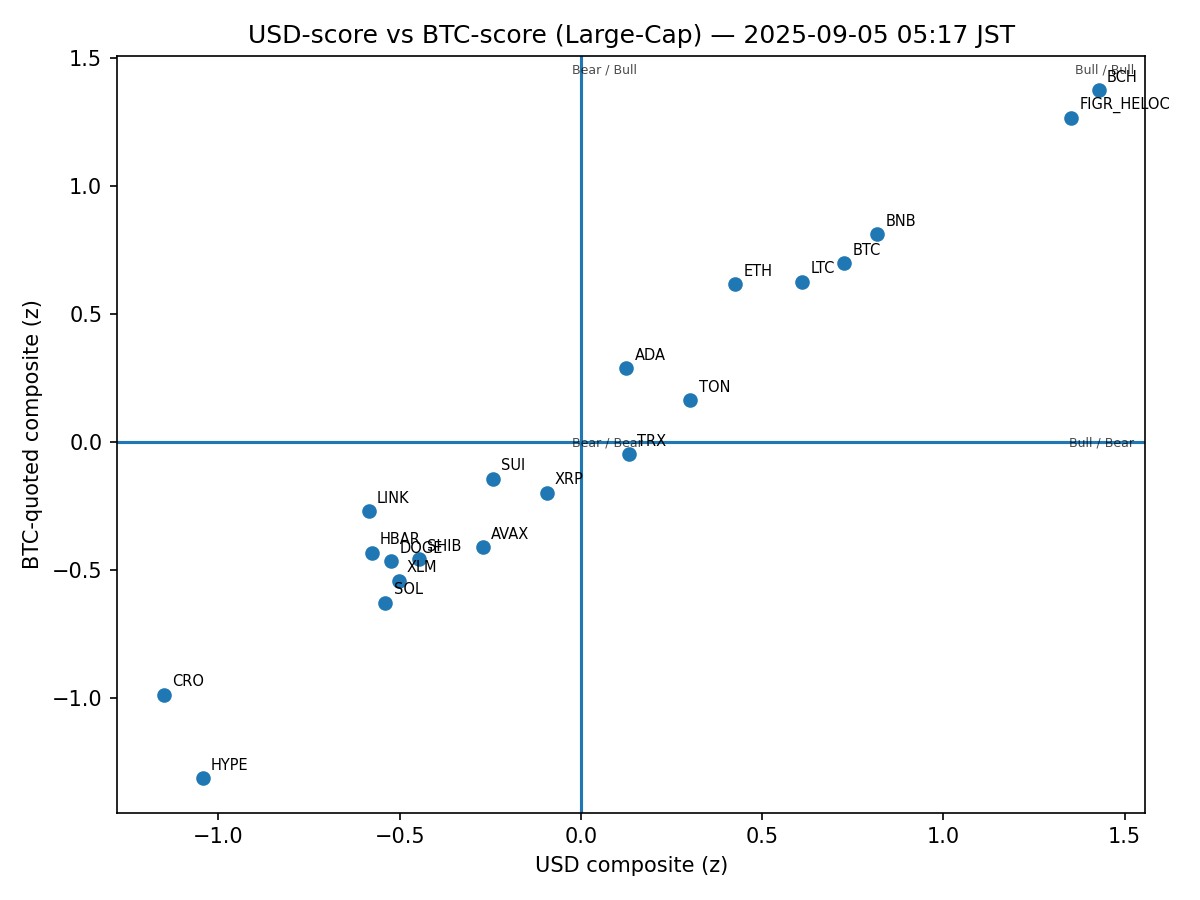 USD-score vs BTC-score (Large-Cap) — 2025-09-05 05:17 JST
1.5
Bear / Bull
Bull / Bull
BCH
FIGR_HELOC
1.0
BNB
BTC
LTC
ETH
0.5
ADA
TON
0.0
Bear / Bear
TRX
Bull / Bear
SUI
XRP
LINK
AVAX
HBAR
DOGE
SHIB
−0.5
XLM
SOL
CRO
−1.0
HYPE
−1.0
−0.5
0.0
0.5
1.0
1.5
USD composite (z)
BTC-quoted composite (z)